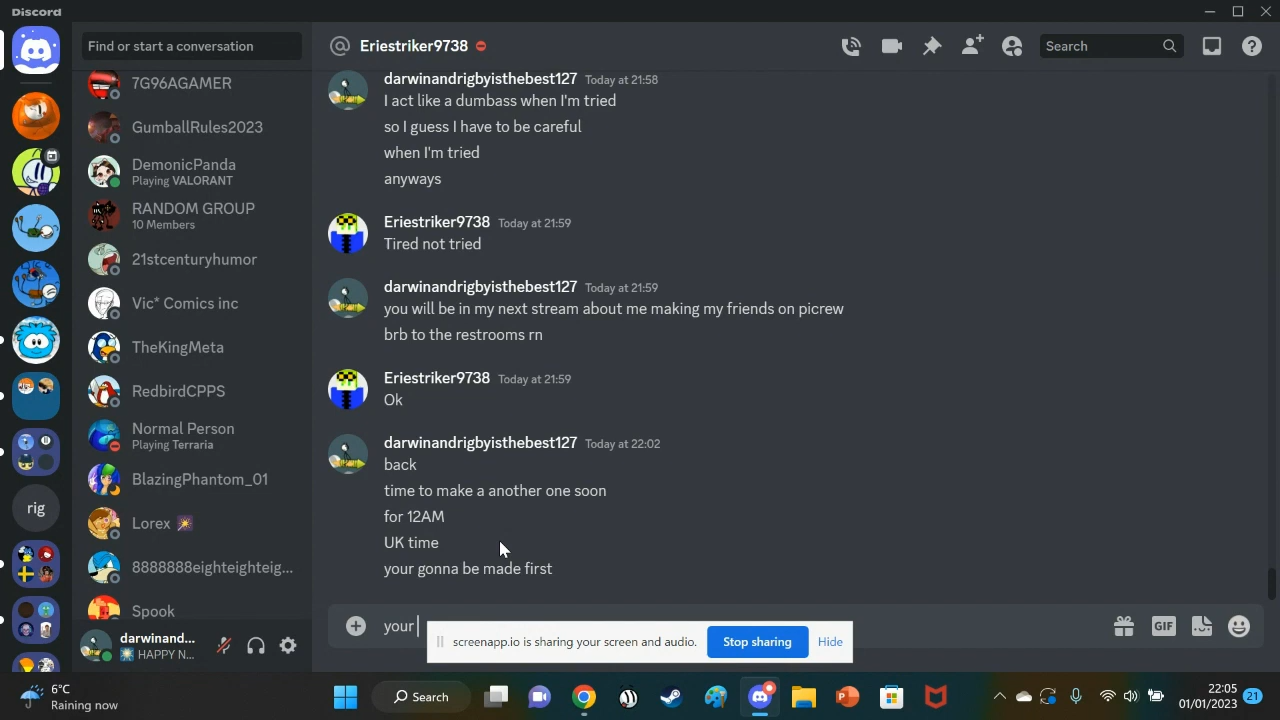 Discord
Find or start a conversation
7G96AGAMER
GumballRules2023
DemonicPanda
Playing VALORANT
RANDOM GROUP
10 Members
21stcenturyhumor
Vic* Comics inc
TheKingMeta
RedbirdCPPS
Normal Person
Playing Terraria
BlazingPhantom_01
Lorex
8888888eighteighteig...
Spook
rig
darwinand...
HAPPY N...
Eriestriker9738
Search
darwinandrigbyisthebest127 Today at 21:58
I act like a dumbass when I'm tried
so I guess I have to be careful
when I'm tried
anyways
Eriestriker9738 Today at 21:59
Tired not tried
darwinandrigbyisthebest127 Today at 21:59
you will be in my next stream about me making my friends on picrew
brb to the restrooms rn
Eriestriker9738 Today at 21:59
Ok
darwinandrigbyisthebest127 Today at 22:02
back
time to make a another one soon
for 12AM
UK time
your gonna be made first
your
GIF
screenapp.io is sharing your screen and audio. Stop sharing Hide
6°C
Raining now
Search
22:05
01/01/2023
21